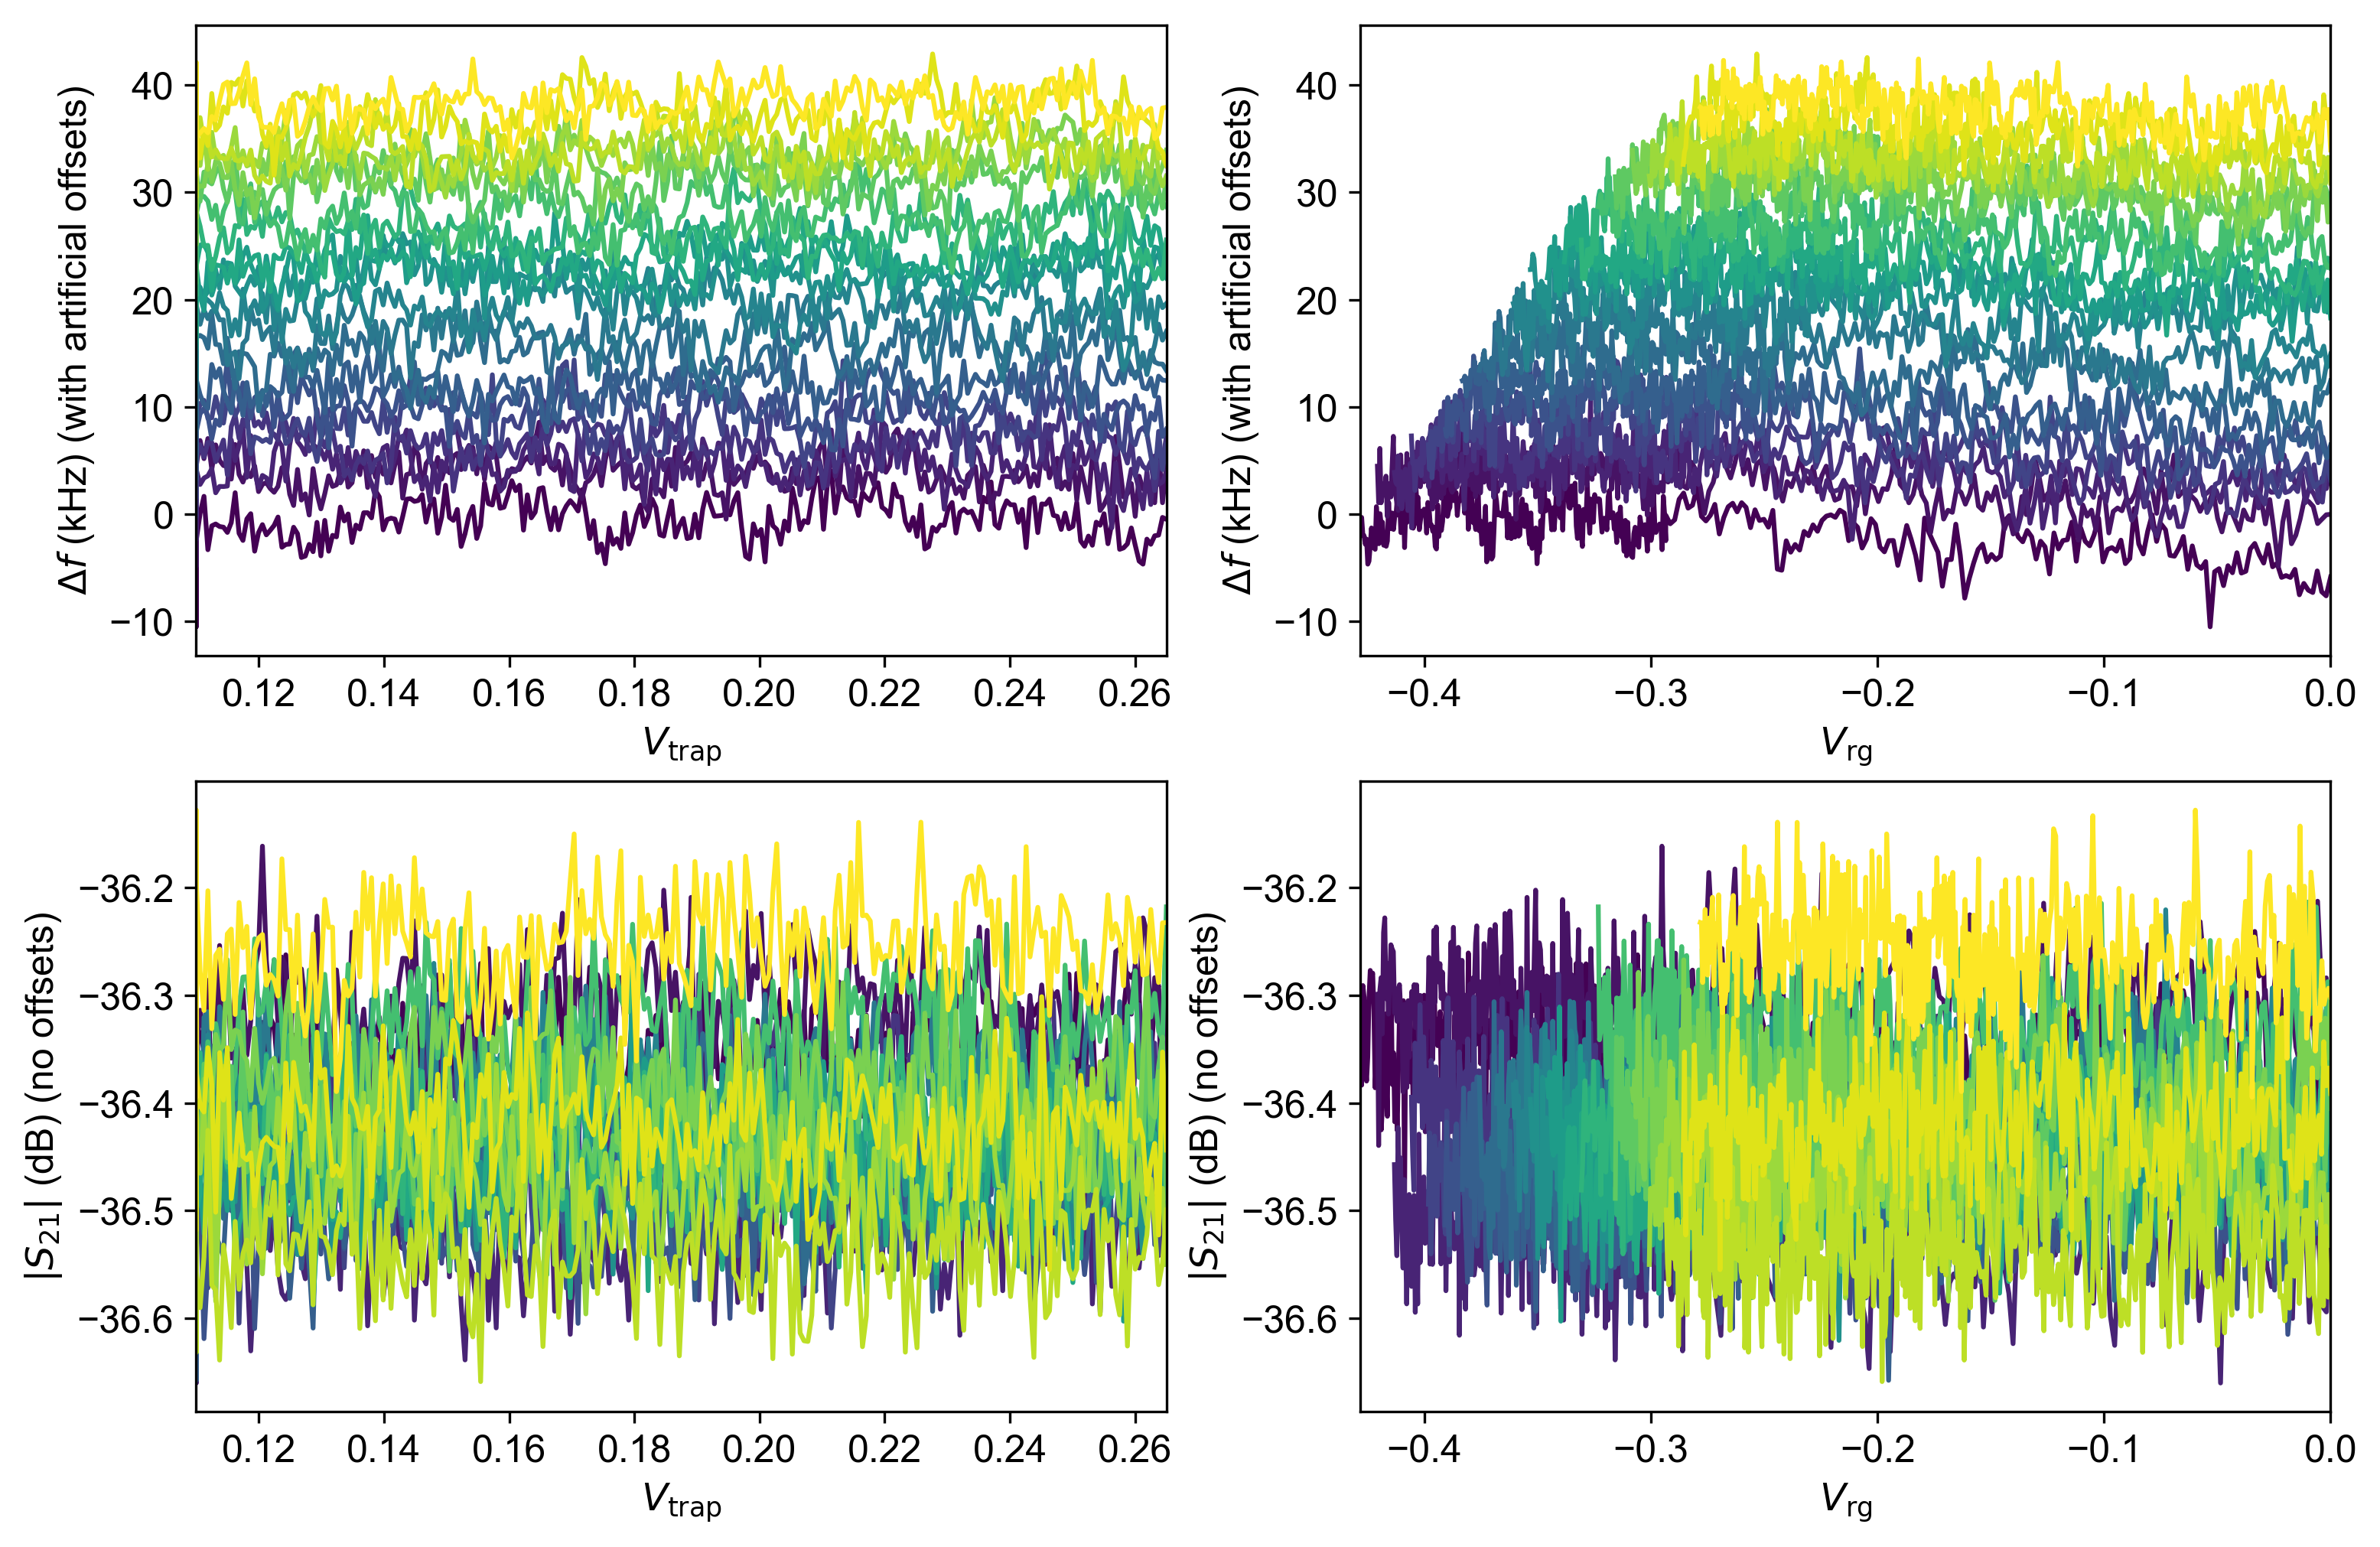 Δf (kHz) (with artificial offsets)
40
30
20
10
0
−10
0.12 0.14 0.16 0.18 0.20 0.22 0.24 0.26
V_trap
Δf (kHz) (with artificial offsets)
40
30
20
10
0
−10
−0.4 −0.3 −0.2 −0.1 0.0
V_rg
|S_21| (dB) (no offsets)
−36.2
−36.3
−36.4
−36.5
−36.6
0.12 0.14 0.16 0.18 0.20 0.22 0.24 0.26
V_trap
|S_21| (dB) (no offsets)
−36.2
−36.3
−36.4
−36.5
−36.6
−0.4 −0.3 −0.2 −0.1 0.0
V_rg